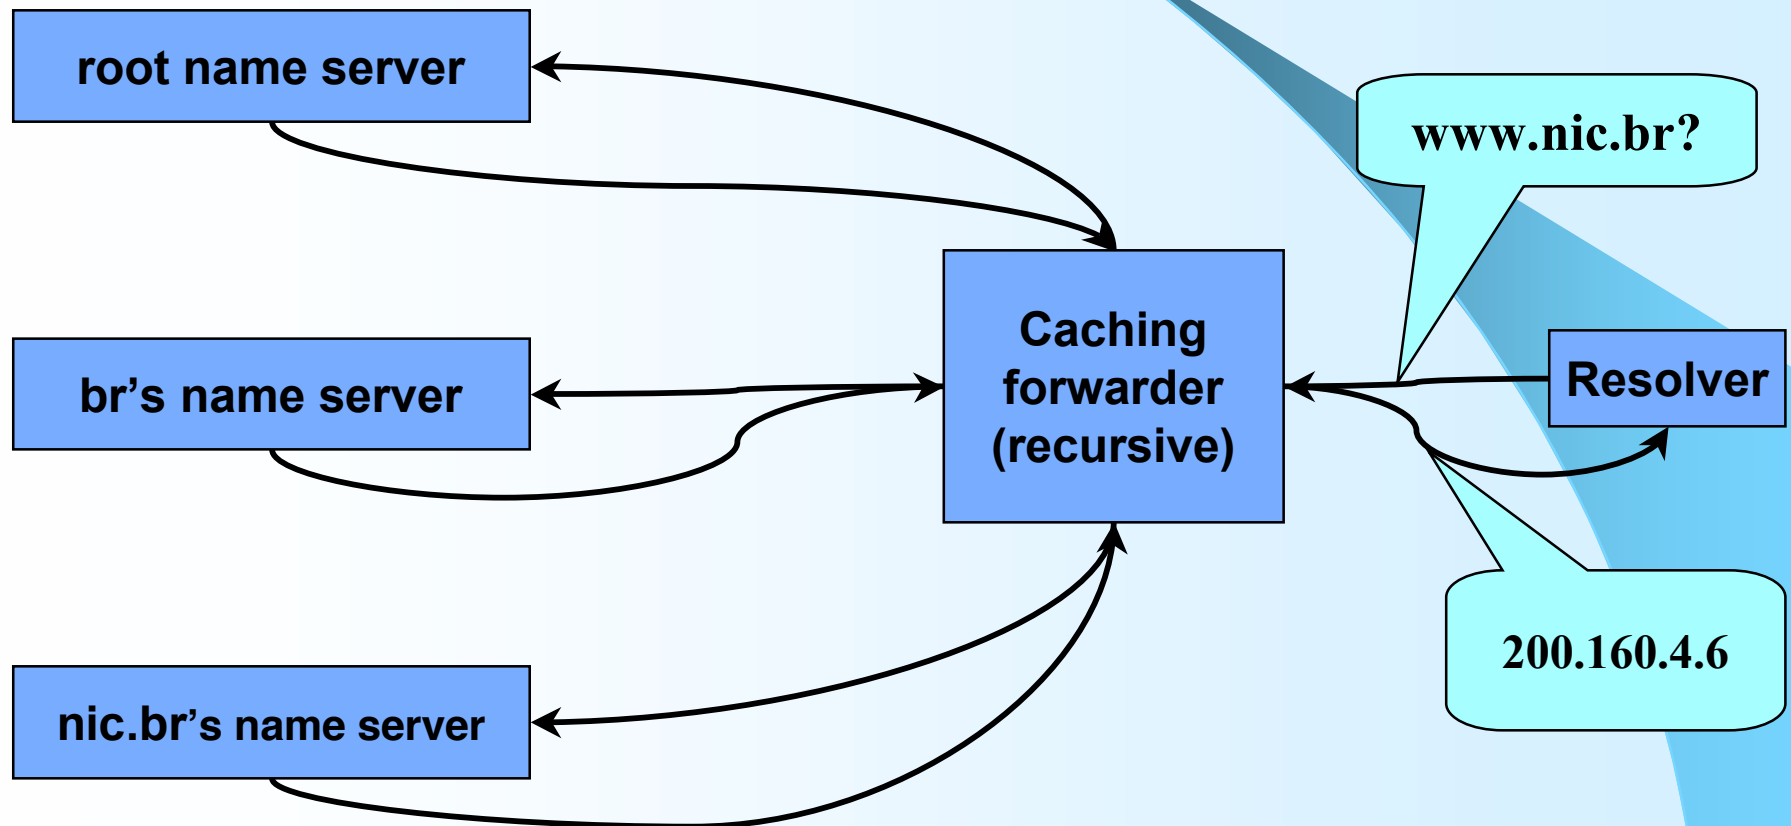 root name server
www.nic.br?
Caching
forwarder
(recursive)
Resolver
br’s name server
200.160.4.6
nic.br’s name server